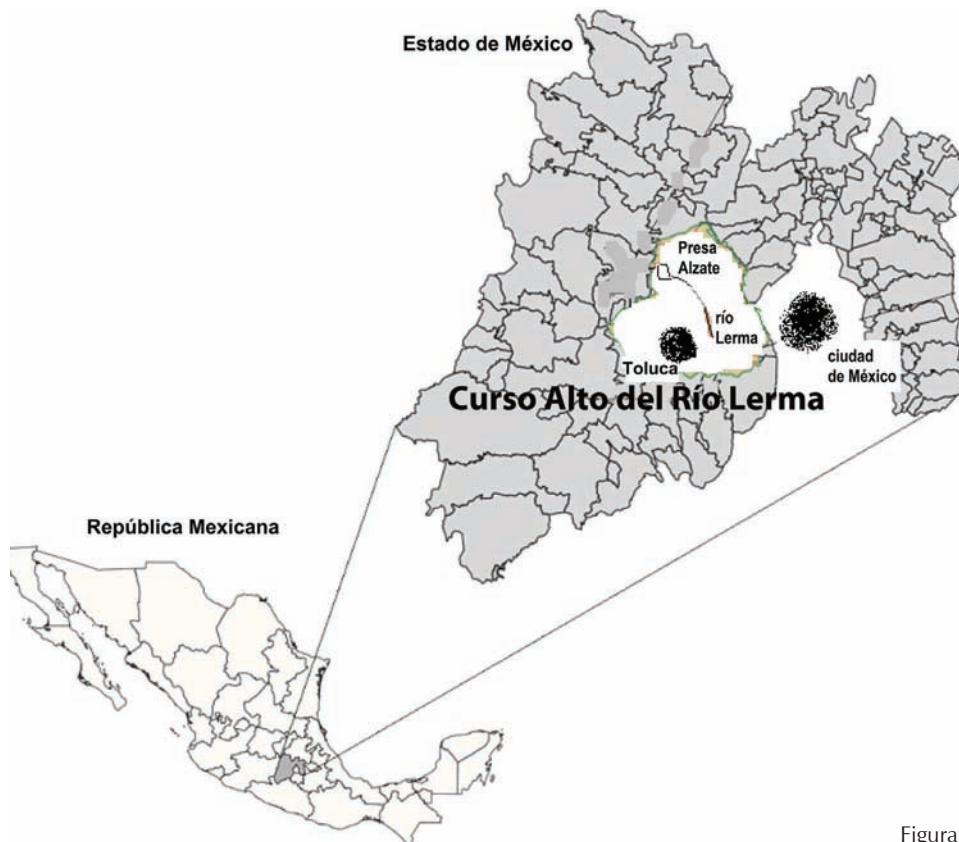 Estado de México
Presa
Alzate
río
Lerma
Toluca
ciudad
de México
Curso Alto del Río Lerma
República Mexicana
Figura